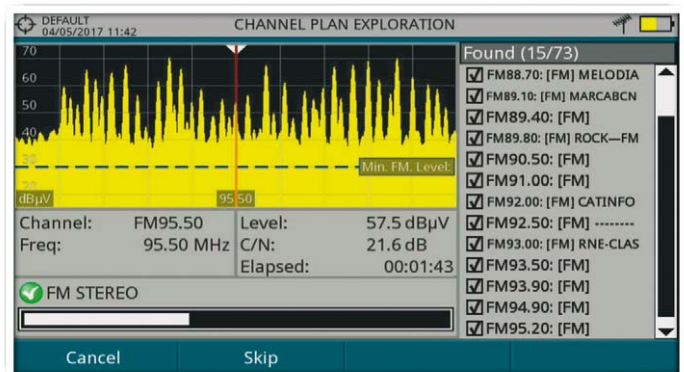 DEFAULT
04/05/2017 11:42
CHANNEL PLAN EXPLORATION
70
60
50
40
30
20
dBµV
95.50
Min. FM. Level:
Found (15/73)
FM88.70: [FM] MELODIA
FM89.10: [FM] MARCABCN
FM89.40: [FM]
FM89.80: [FM] ROCK—FM
FM90.50: [FM]
FM91.00: [FM]
FM92.00: [FM] CATINFO
FM92.50: [FM] --------
FM93.00: [FM] RNE-CLAS
FM93.50: [FM]
FM93.90: [FM]
FM94.90: [FM]
FM95.20: [FM]
Channel: FM95.50
Freq: 95.50 MHz
Level: 57.5 dBµV
C/N: 21.6 dB
Elapsed: 00:01:43
FM STEREO
Cancel
Skip